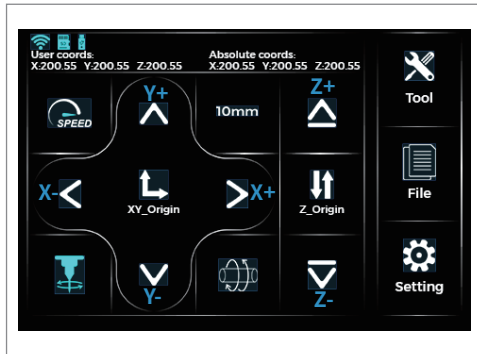 User coords: Absolute coords:
X:200.55 Y:200.55 Z:200.55 X:200.55 Y:200.55 Z:200.55
Tool
SPEED
Y+
10mm
Z+
X-
XY_Origin
X+
Z_Origin
File
Y-
Z-
Setting